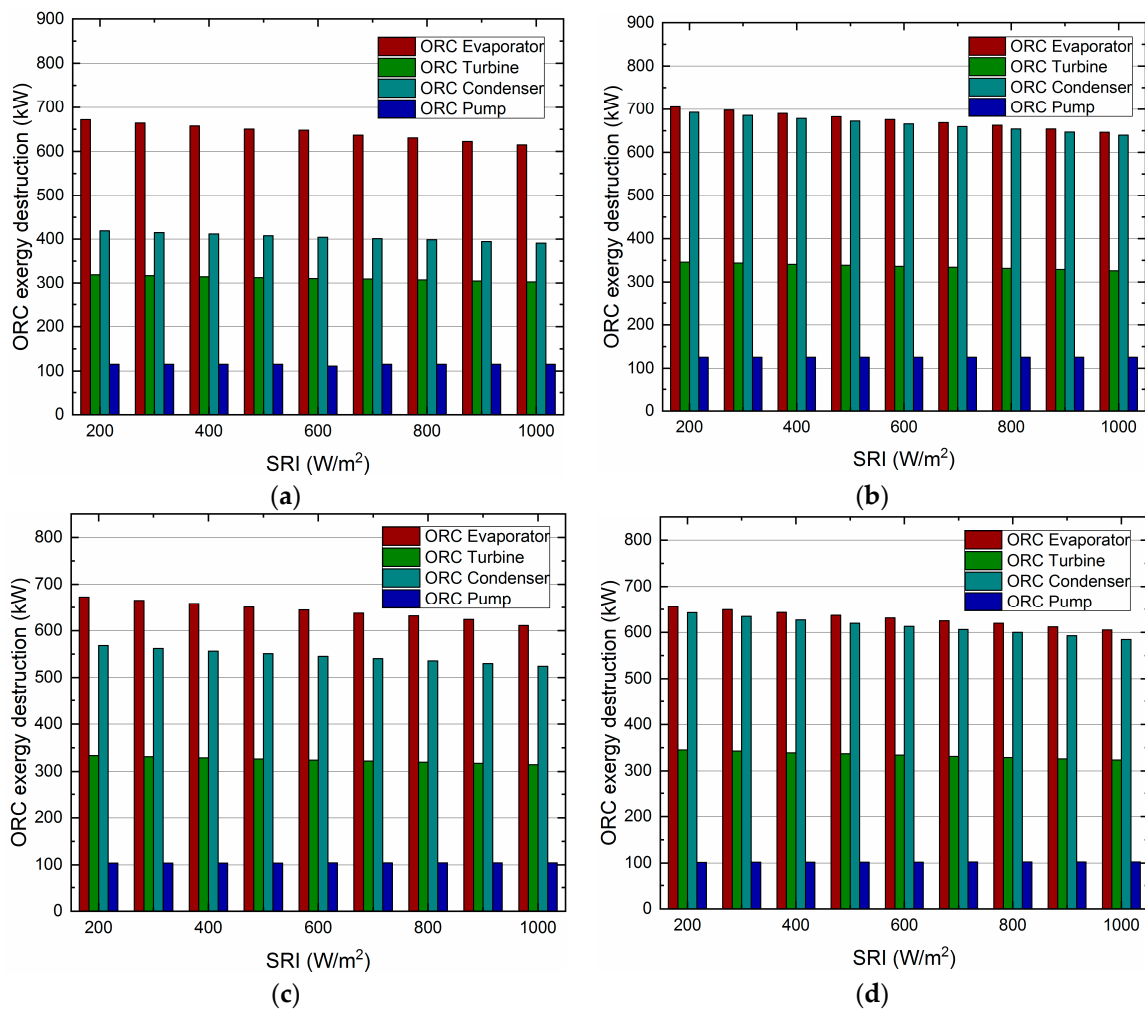 900
800
700
600
500
400
300
200
100
0
ORC exergy destruction (kW)
ORC Evaporator
ORC Turbine
ORC Condenser
ORC Pump
200 400 600 800 1000
SRI (W/m²)
(a)
900
800
700
600
500
400
300
200
100
0
ORC exergy destruction (kW)
ORC Evaporator
ORC Turbine
ORC Condenser
ORC Pump
200 400 600 800 1000
SRI (W/m²)
(b)
800
700
600
500
400
300
200
100
0
ORC exergy destruction (kW)
ORC Evaporator
ORC Turbine
ORC Condenser
ORC Pump
200 400 600 800 1000
SRI (W/m²)
(c)
800
700
600
500
400
300
200
100
0
ORC exergy destruction (kW)
ORC Evaporator
ORC Turbine
ORC Condenser
ORC Pump
200 400 600 800 1000
SRI (W/m²)
(d)